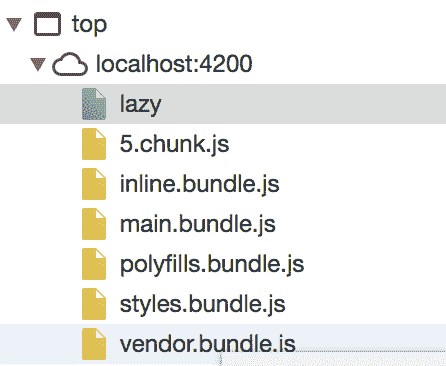 top
localhost:4200
lazy
5.chunk.js
inline.bundle.js
main.bundle.js
polyfills.bundle.js
styles.bundle.js
vendor.bundle.js